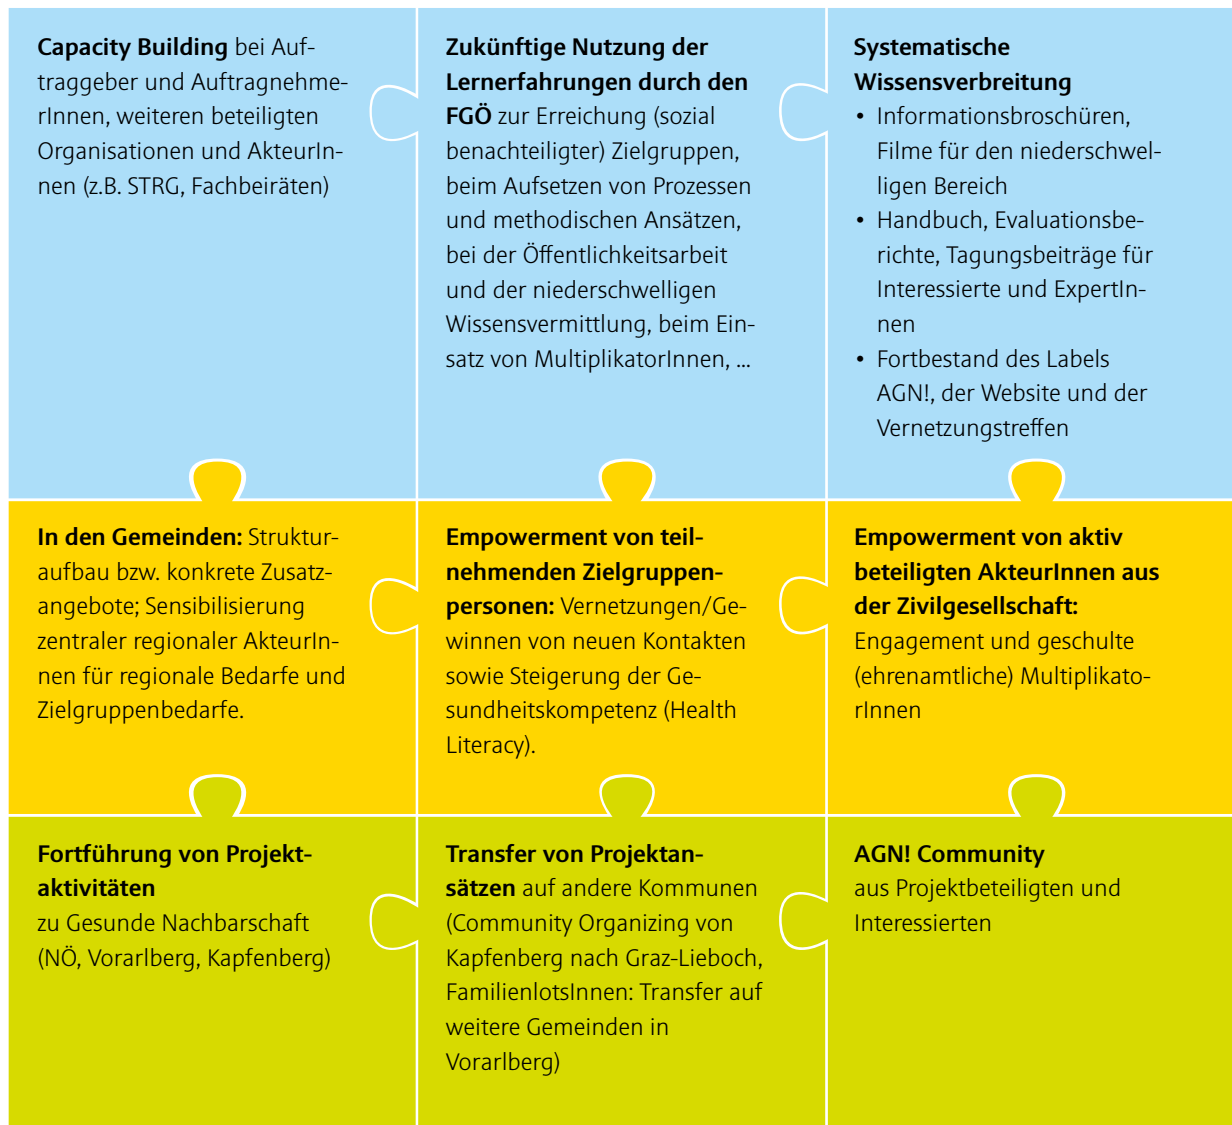 Capacity Building bei Auf-
traggeber und Auftragnehme-
rInnen, weiteren beteiligten
Organisationen und AkteurIn-
nen (z.B. STRG, Fachbeiräten)
Zukünftige Nutzung der
Lernerfahrungen durch den
FGÖ zur Erreichung (sozial
benachteiligter) Zielgruppen,
beim Aufsetzen von Prozessen
und methodischen Ansätzen,
bei der Öffentlichkeitsarbeit
und der niederschwelligen
Wissensvermittlung, beim Ein-
satz von MultiplikatorInnen, ...
Systematische
Wissensverbreitung
• Informationsbroschüren,
Filme für den niederschwel-
ligen Bereich
• Handbuch, Evaluationsbe-
richte, Tagungsbeiträge für
Interessierte und ExpertIn-
nen
• Fortbestand des Labels
AGN!, der Website und der
Vernetzungstreffen
In den Gemeinden: Struktur-
aufbau bzw. konkrete Zusatz-
angebote; Sensibilisierung
zentraler regionaler AkteurIn-
nen für regionale Bedarfe und
Zielgruppenbedarfe.
Empowerment von teil-
nehmenden Zielgruppen-
personen: Vernetzungen/Ge-
winnen von neuen Kontakten
sowie Steigerung der Ge-
sundheitskompetenz (Health
Literacy).
Empowerment von aktiv
beteiligten AkteurInnen aus
der Zivilgesellschaft:
Engagement und geschulte
(ehrenamtliche) Multiplikato-
rInnen
Fortführung von Projekt-
aktivitäten
zu Gesunde Nachbarschaft
(NÖ, Vorarlberg, Kapfenberg)
Transfer von Projektan-
sätzen auf andere Kommunen
(Community Organizing von
Kapfenberg nach Graz-Lieboch,
FamilienlotsInnen: Transfer auf
weitere Gemeinden in
Vorarlberg)
AGN! Community
aus Projektbeteiligten und
Interessierten